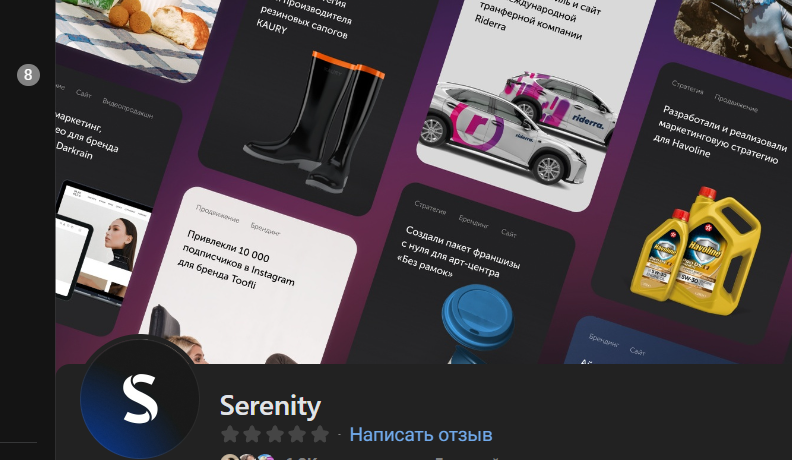 8
производителя
резиновых сапогов
KAURY
и сайт
международной
транферной компании
Riderra
riderra.
Стратегия Продвижение
Разработали и реализовали
маркетинговую стратегию
для Havoline
Havoline
5W-30
Сайт Видеопродакшн
маркетинг,
для бренда
Darkrain
Продвижение Брендинг
Привлекли 10 000
подписчиков в Instagram
для бренда Toofli
Стратегия Брендинг Сайт
Создали пакет франшизы
с нуля для арт-центра
«Без рамок»
Брендинг Сайт
S
Serenity
· Написать отзыв